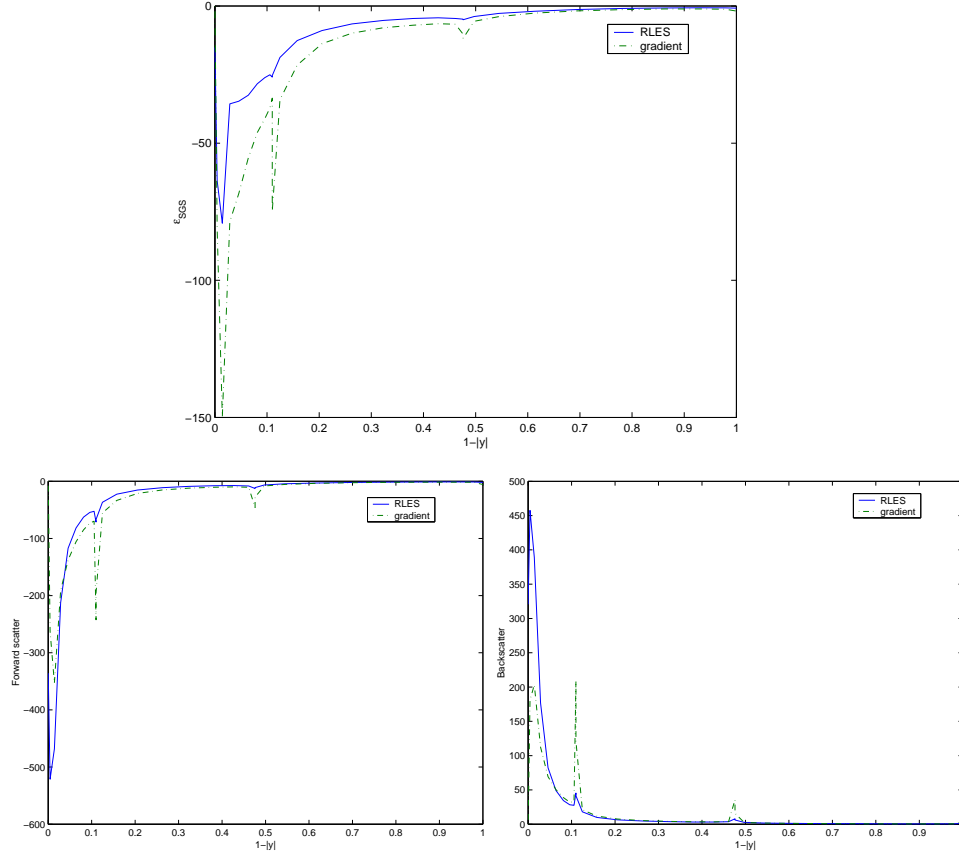 0
−50
−100
−150
ε_SGS
RLES
gradient
0 0.1 0.2 0.3 0.4 0.5 0.6 0.7 0.8 0.9 1
1−|y|
0
−100
−200
−300
−400
−500
−600
Forward scatter
RLES
gradient
0 0.1 0.2 0.3 0.4 0.5 0.6 0.7 0.8 0.9 1
1−|y|
500
450
400
350
300
250
200
150
100
50
0
Backscatter
RLES
gradient
0 0.1 0.2 0.3 0.4 0.5 0.6 0.7 0.8 0.9
1−|y|